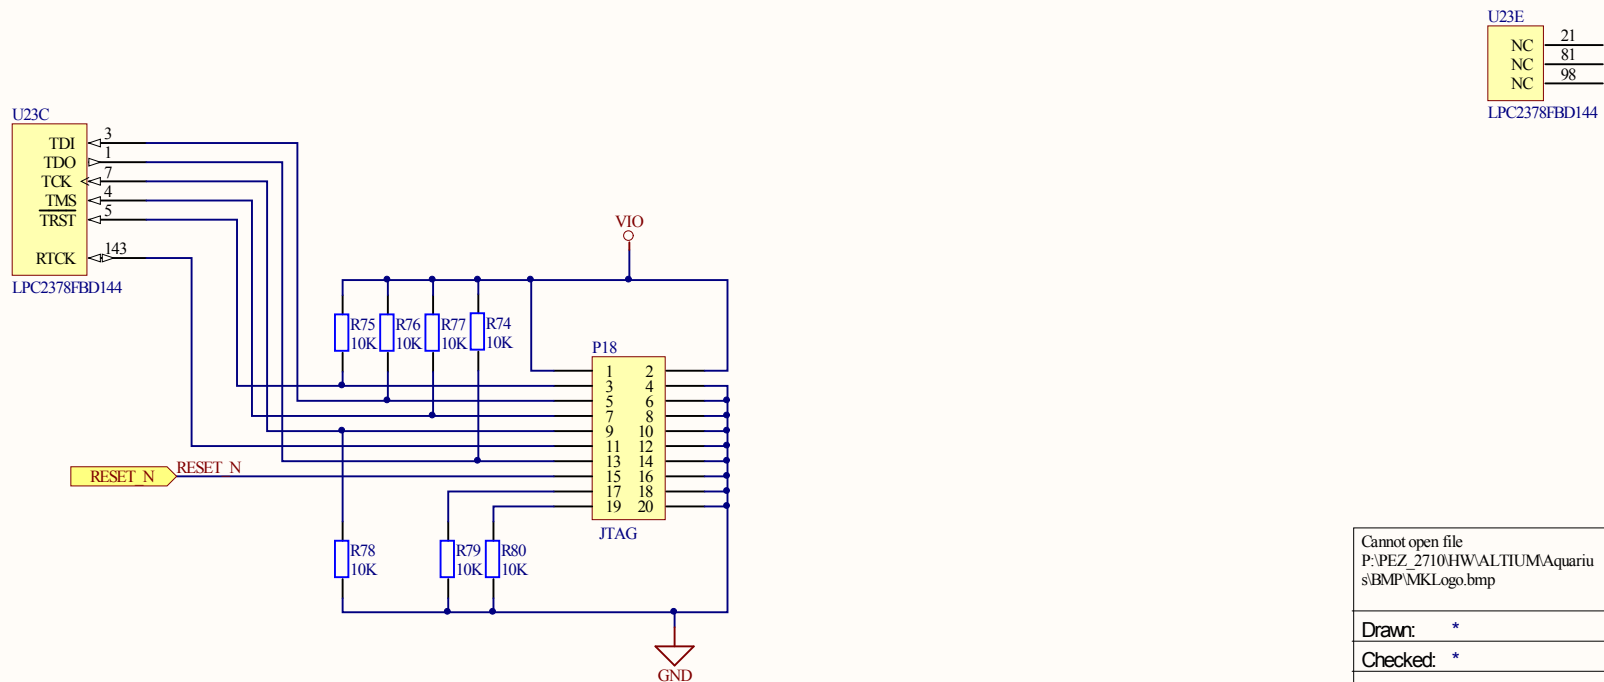 U23E
NC 21
NC 81
NC 98
LPC2378FBD144
U23C
TDI 3
TDO 1
TCK 7
TMS 4
TRST 5
RTCK 143
LPC2378FBD144
VIO
R75 R76 R77 R74
10K 10K 10K 10K
P18
1 2
3 4
5 6
7 8
9 10
11 12
13 14
RESET_N RESET_N 15 16
17 18
19 20
JTAG
R78 R79 R80
10K 10K 10K
GND
Cannot open file
P:\PEZ_2710\HW\ALTIUM\Aquariu
s\BMP\MKLogo.bmp
Drawn: *
Checked: *